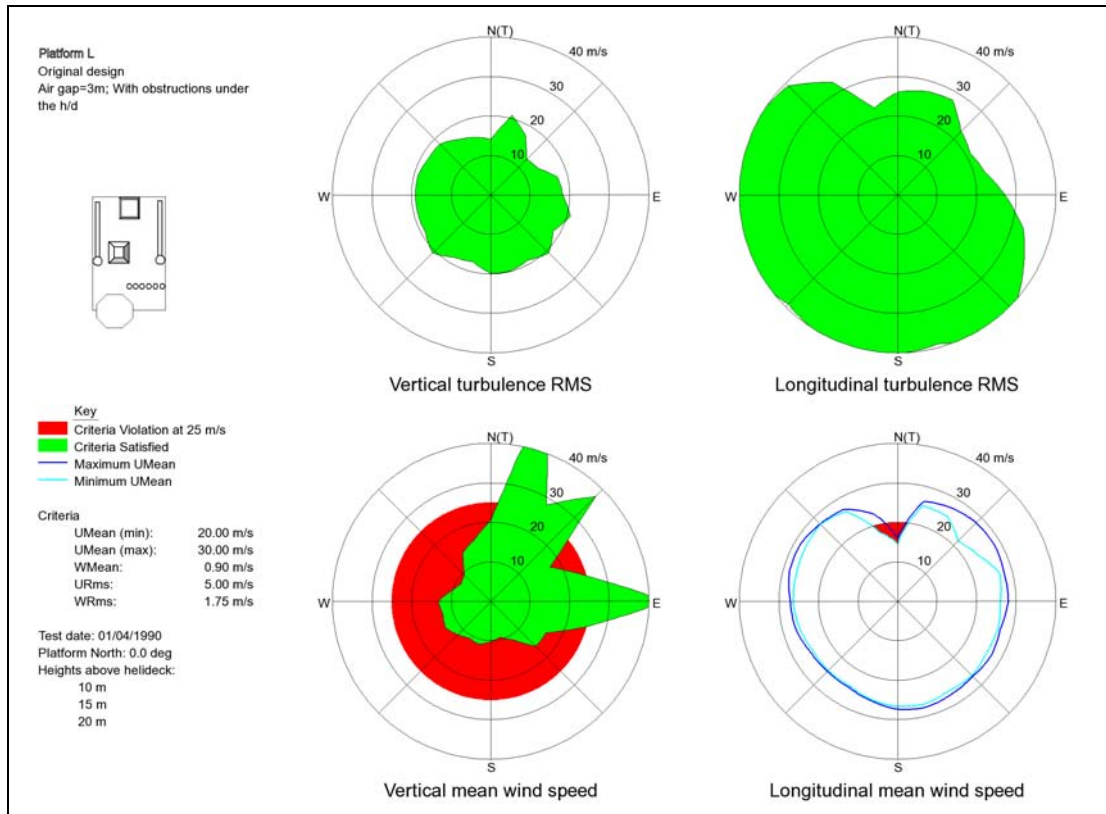 Platform L
Original design
Air gap=3m; With obstructions under
the h/d
N(T)
40 m/s
30
20
10
W
E
S
Vertical turbulence RMS
N(T)
40 m/s
30
20
10
W
E
S
Longitudinal turbulence RMS
Key
Criteria Violation at 25 m/s
Criteria Satisfied
Maximum UMean
Minimum UMean
Criteria
UMean (min): 20.00 m/s
UMean (max): 30.00 m/s
WMean: 0.90 m/s
URms: 5.00 m/s
WRms: 1.75 m/s
Test date: 01/04/1990
Platform North: 0.0 deg
Heights above helideck:
10 m
15 m
20 m
N(T)
40 m/s
30
20
10
W
E
S
Vertical mean wind speed
N(T)
40 m/s
30
20
10
W
E
S
Longitudinal mean wind speed